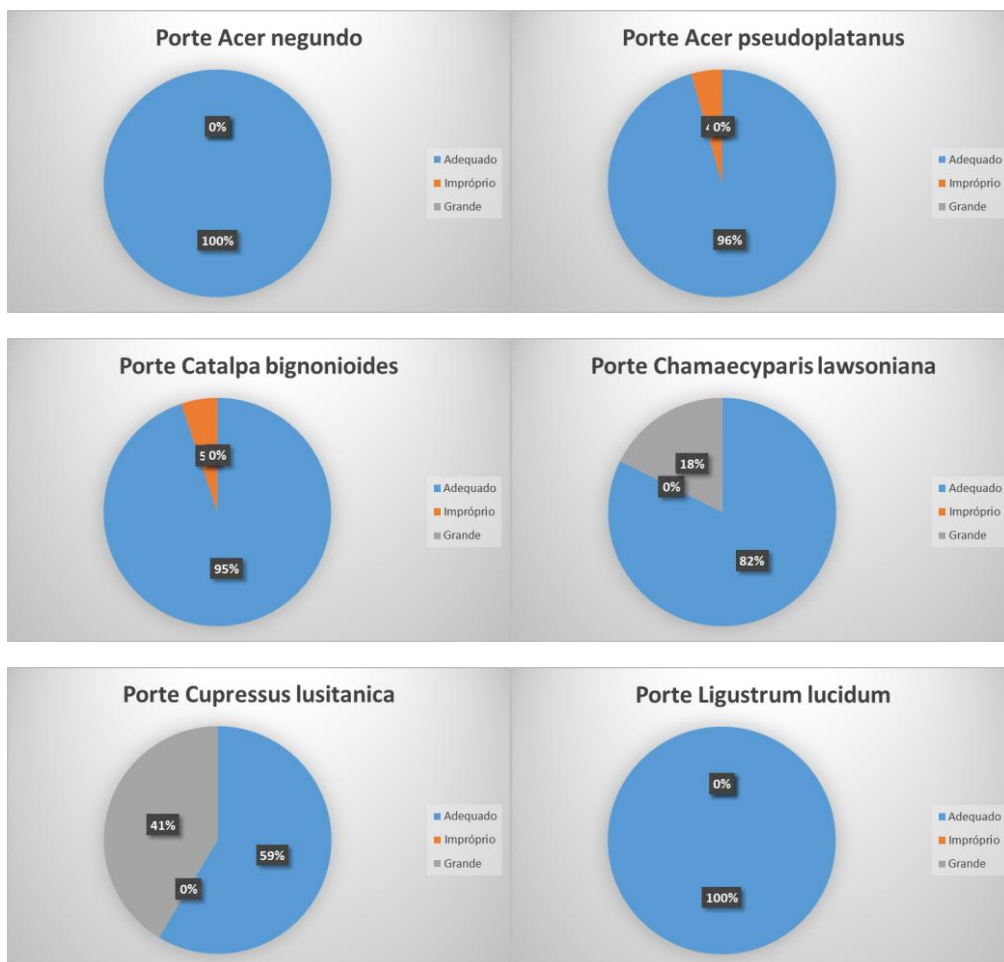 Porte Acer negundo
0%
100%
Adequado
Impróprio
Grande
Porte Acer pseudoplatanus
0%
96%
Adequado
Impróprio
Grande
Porte Catalpa bignonioides
5
0%
95%
Adequado
Impróprio
Grande
Porte Chamaecyparis lawsoniana
18%
0%
82%
Adequado
Impróprio
Grande
Porte Cupressus lusitanica
41%
59%
0%
Adequado
Impróprio
Grande
Porte Ligustrum lucidum
0%
100%
Adequado
Impróprio
Grande